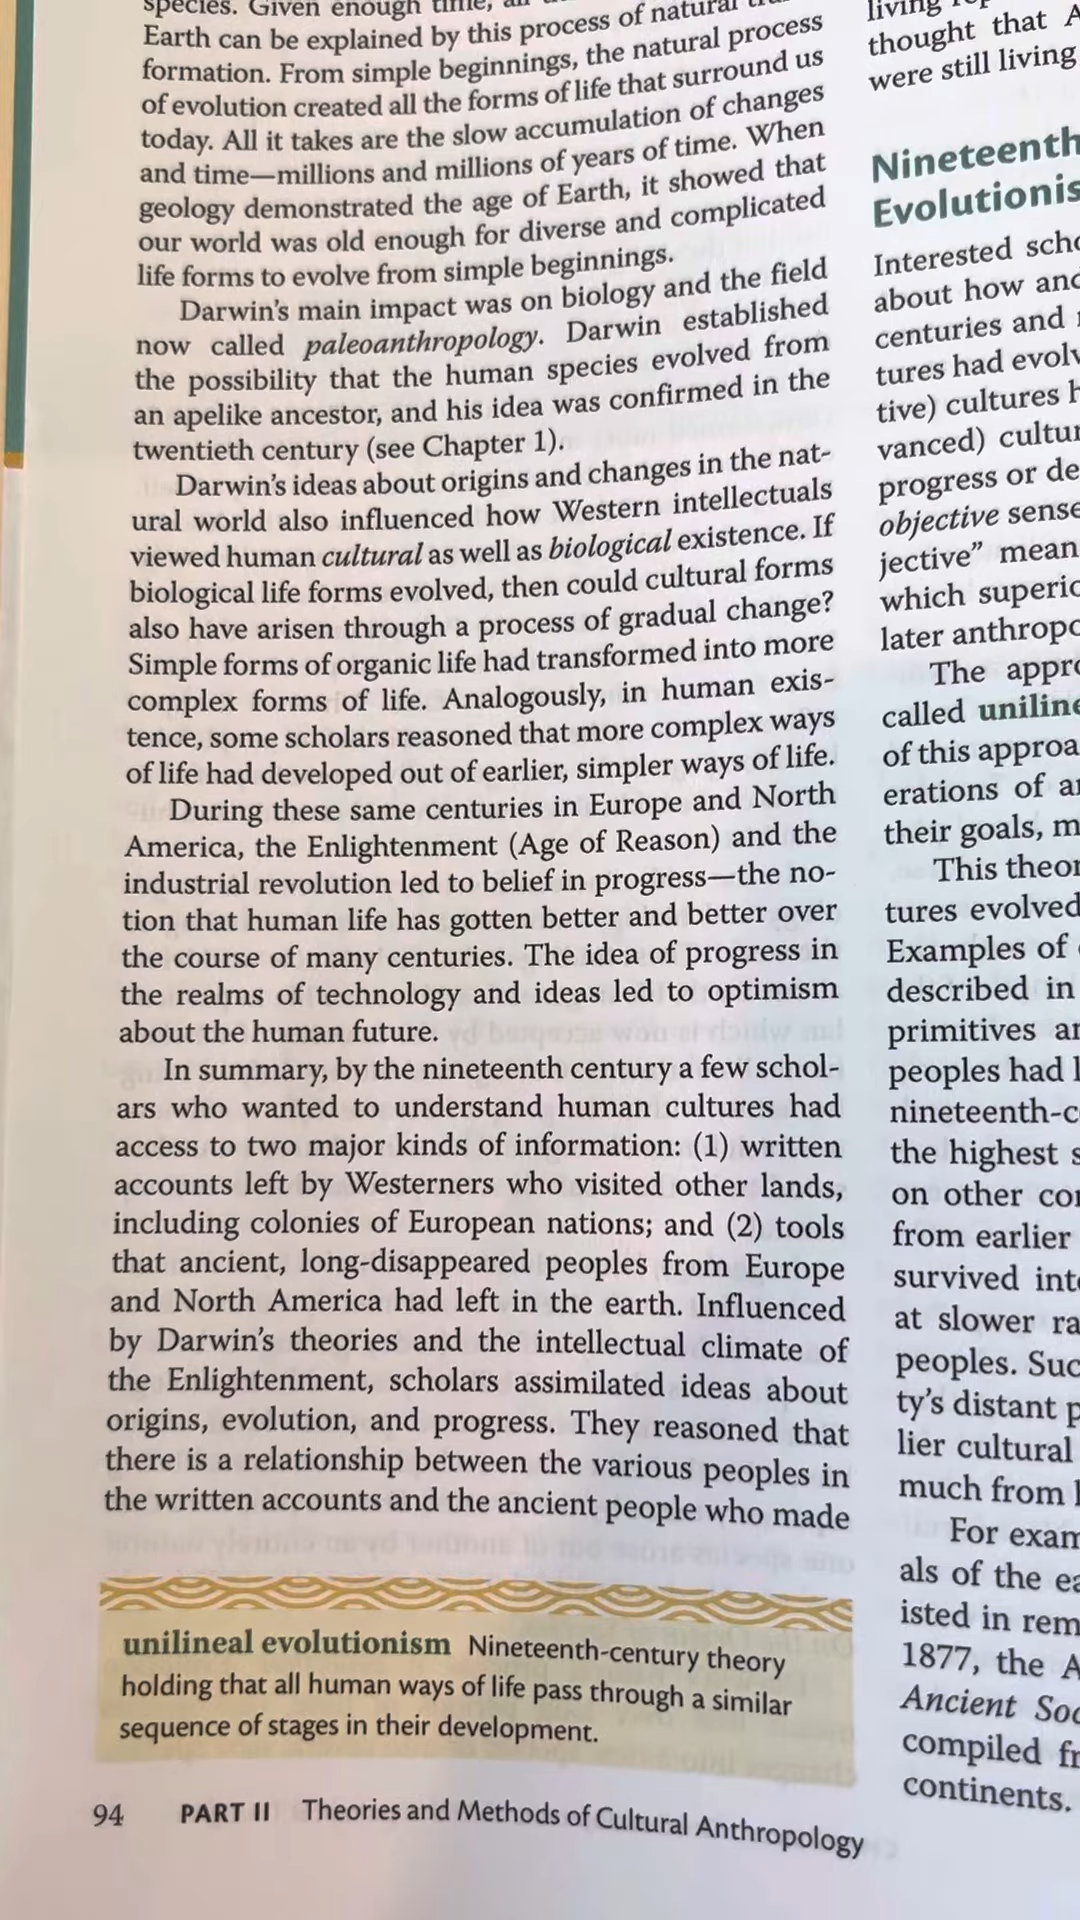 species. Given enough time,
Earth can be explained by this process of natural
formation. From simple beginnings, the natural process
of evolution created all the forms of life that surround us
today. All it takes are the slow accumulation of changes
and time—millions and millions of years of time. When
geology demonstrated the age of Earth, it showed that
our world was old enough for diverse and complicated
life forms to evolve from simple beginnings.
Darwin's main impact was on biology and the field
now called paleoanthropology. Darwin established
the possibility that the human species evolved from
an apelike ancestor, and his idea was confirmed in the
twentieth century (see Chapter 1).
Darwin's ideas about origins and changes in the nat-
ural world also influenced how Western intellectuals
viewed human cultural as well as biological existence. If
biological life forms evolved, then could cultural forms
also have arisen through a process of gradual change?
Simple forms of organic life had transformed into more
complex forms of life. Analogously, in human exis-
tence, some scholars reasoned that more complex ways
of life had developed out of earlier, simpler ways of life.
During these same centuries in Europe and North
America, the Enlightenment (Age of Reason) and the
industrial revolution led to belief in progress—the no-
tion that human life has gotten better and better over
the course of many centuries. The idea of progress in
the realms of technology and ideas led to optimism
about the human future.
In summary, by the nineteenth century a few schol-
ars who wanted to understand human cultures had
access to two major kinds of information: (1) written
accounts left by Westerners who visited other lands,
including colonies of European nations; and (2) tools
that ancient, long-disappeared peoples from Europe
and North America had left in the earth. Influenced
by Darwin's theories and the intellectual climate of
the Enlightenment, scholars assimilated ideas about
origins, evolution, and progress. They reasoned that
there is a relationship between the various peoples in
the written accounts and the ancient people who made
unilineal evolutionism Nineteenth-century theory
holding that all human ways of life pass through a similar
sequence of stages in their development.
94 PART II Theories and Methods of Cultural Anthropology
living
thought that A
were still living
Nineteenth
Evolutionis
Interested scho
about how and
centuries and
tures had evolv
tive) cultures h
vanced) cultur
progress or de
objective sense
jective" mean
which superio
later anthropo
The appro
called uniline
of this approa
erations of an
their goals, m
This theor
tures evolved
Examples of
described in
primitives an
peoples had l
nineteenth-c
the highest s
on other con
from earlier
survived into
at slower ra
peoples. Suc
ty's distant p
lier cultural
much from l
For exam
als of the ea
isted in rem
1877, the A
Ancient Soc
compiled fr
continents.